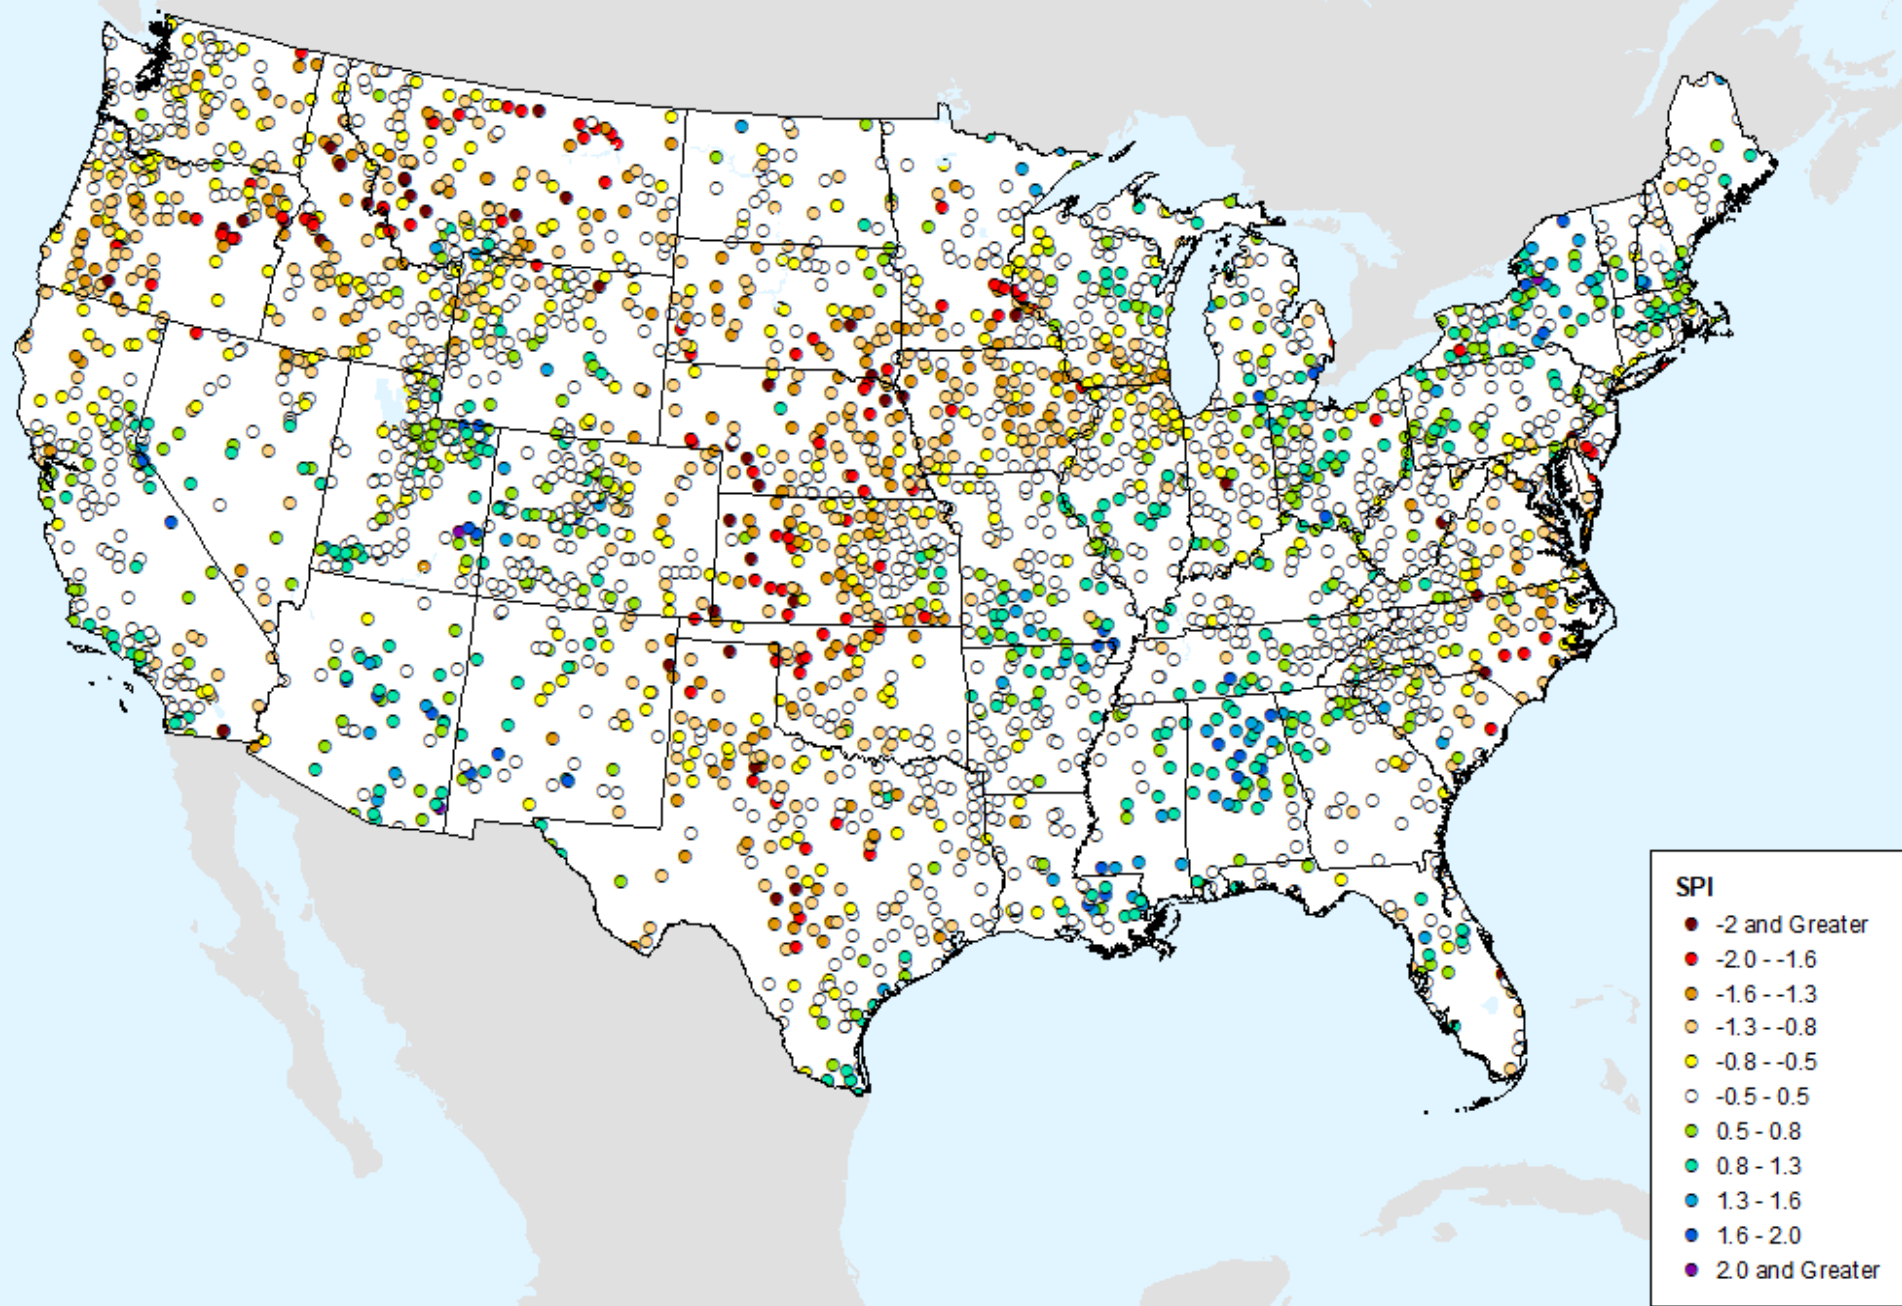 SPI
-2 and Greater
-2.0 - -1.6
-1.6 - -1.3
-1.3 - -0.8
-0.8 - -0.5
-0.5 - 0.5
0.5 - 0.8
0.8 - 1.3
1.3 - 1.6
1.6 - 2.0
2.0 and Greater